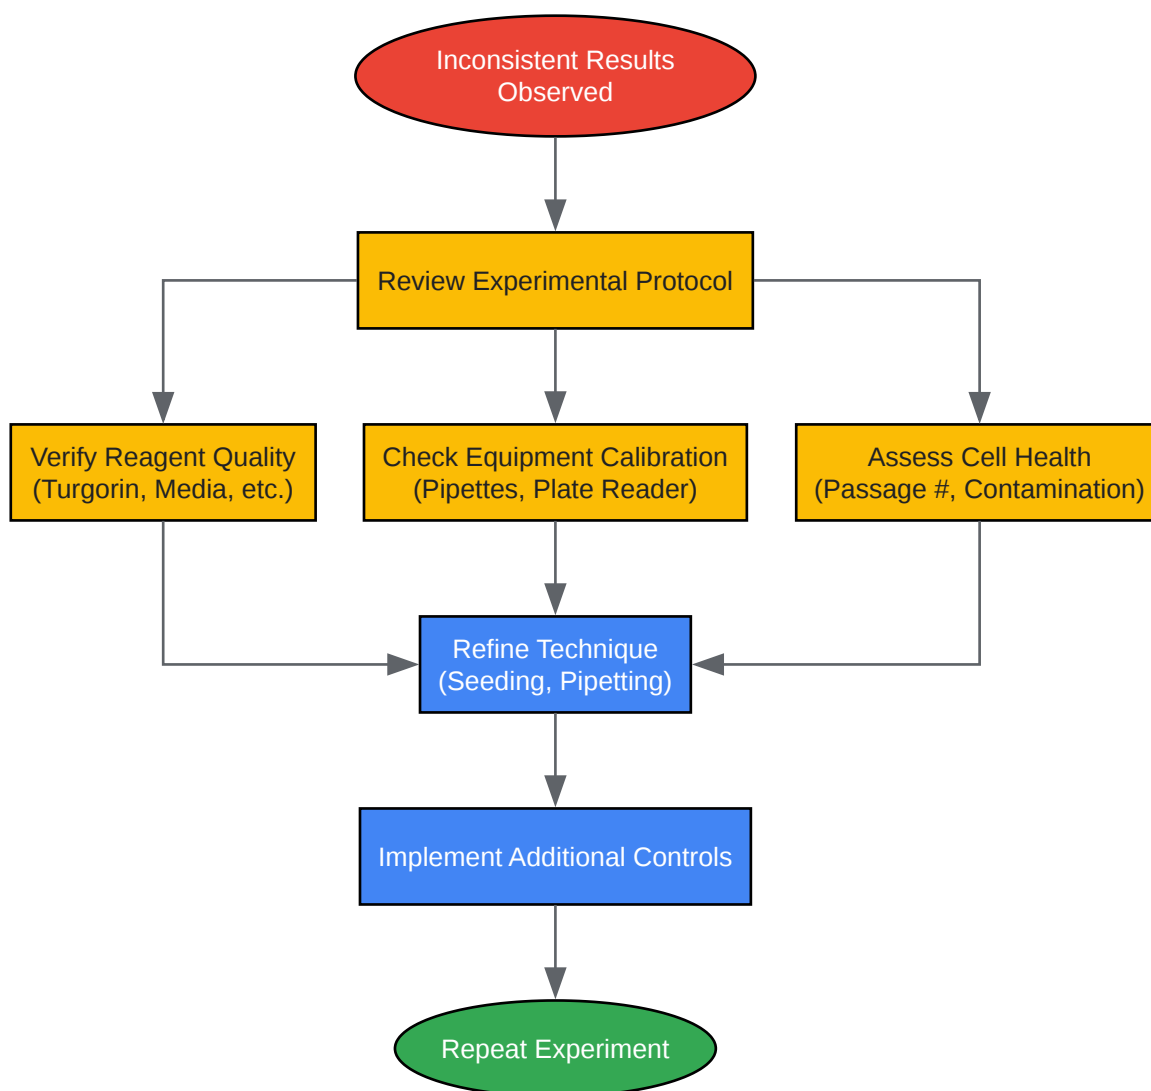 Inconsistent Results
Observed
Review Experimental Protocol
Verify Reagent Quality
(Turgorin, Media, etc.)
Check Equipment Calibration
(Pipettes, Plate Reader)
Assess Cell Health
(Passage #, Contamination)
Refine Technique
(Seeding, Pipetting)
Implement Additional Controls
Repeat Experiment